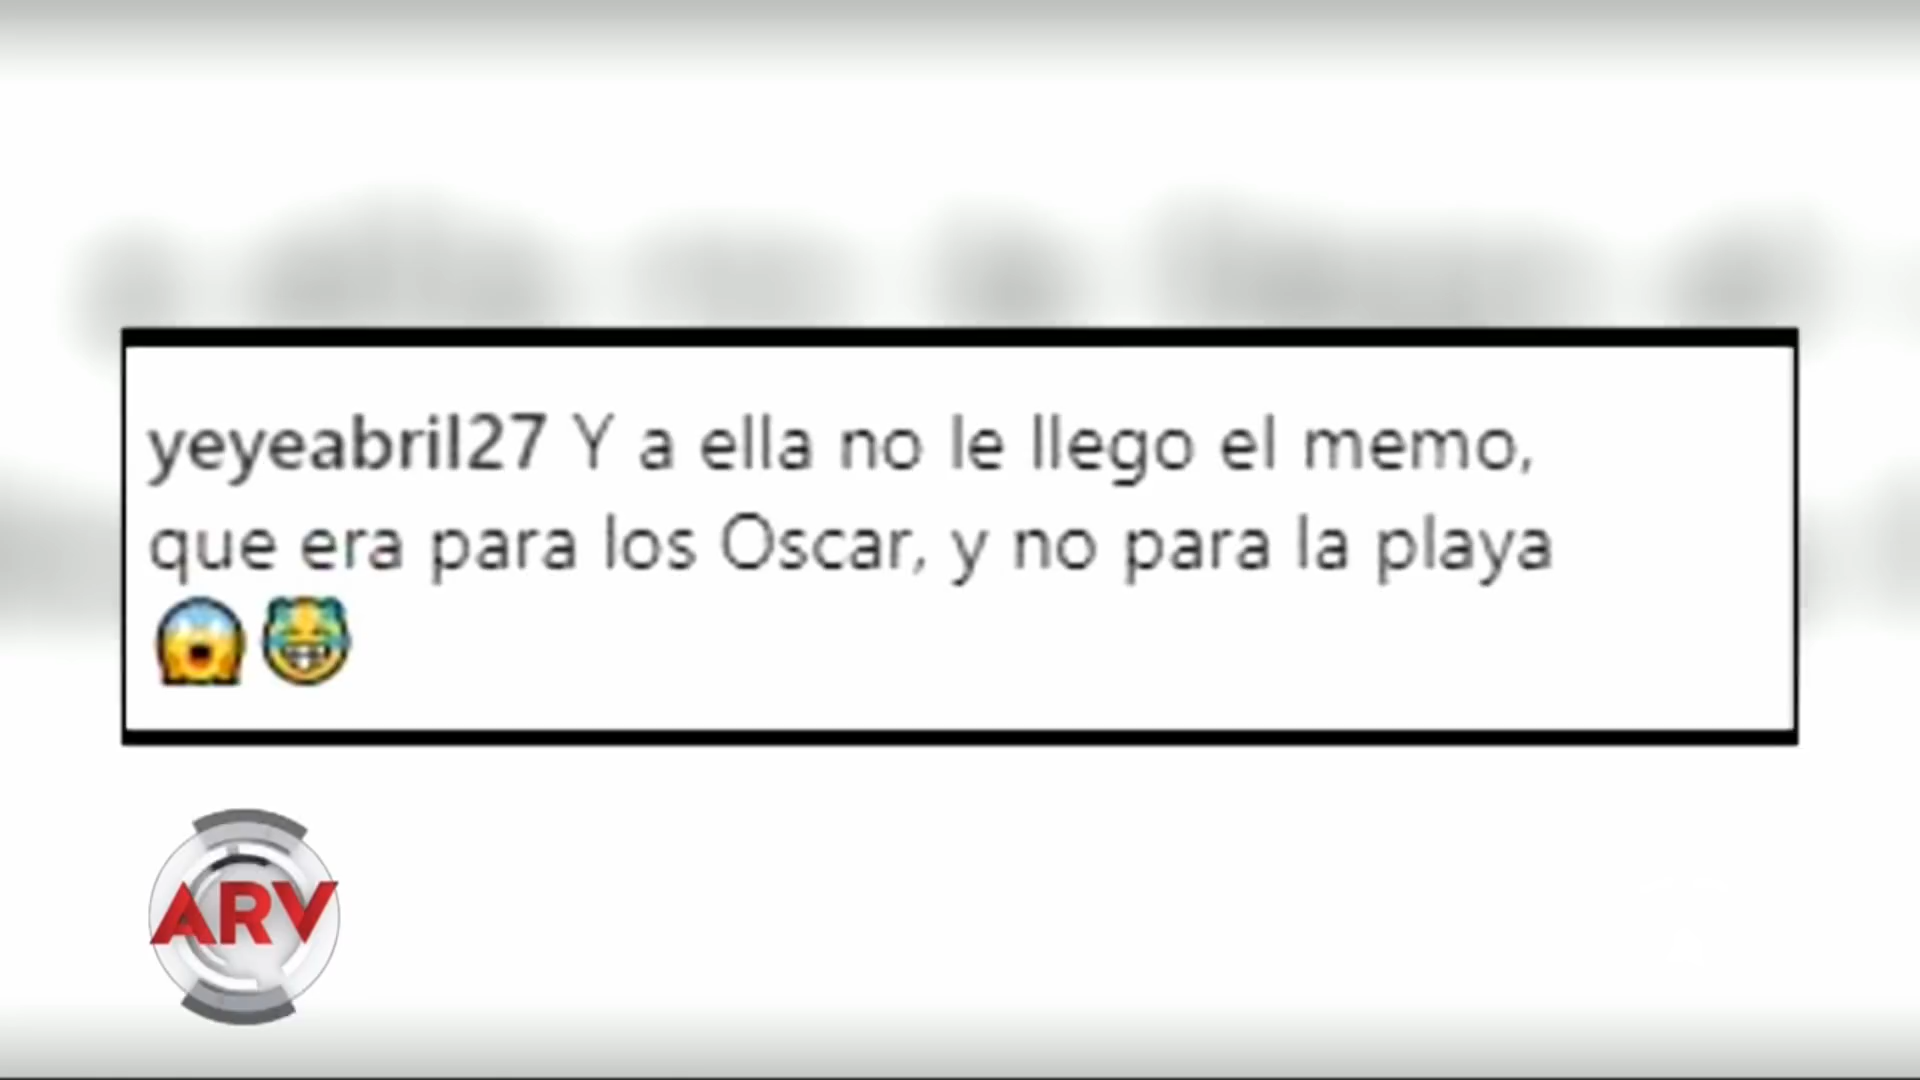 yeyeabril27 Y a ella no le llego el memo,
que era para los Oscar, y no para la playa
😱😹
ARV